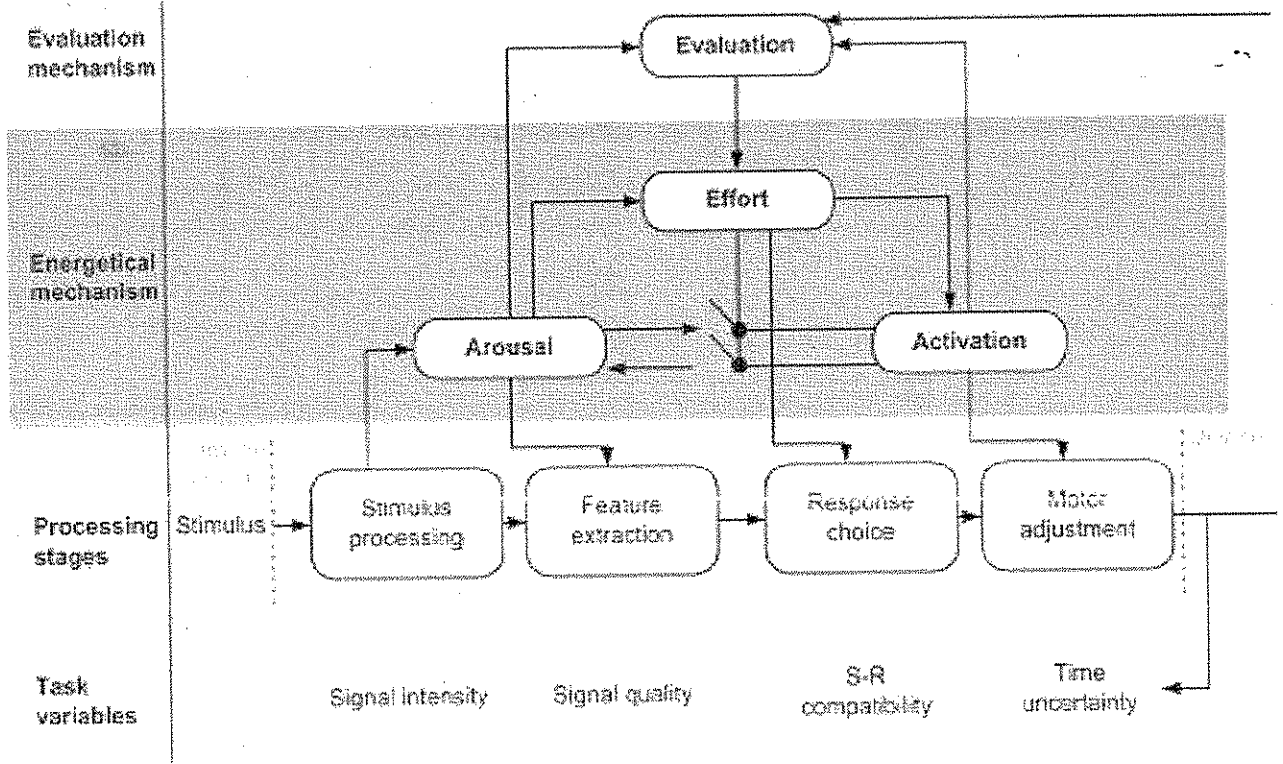 Evaluation
mechanism
Evaluation
Effort
Energetical
mechanism
Arousal
Activation
Processing
stages
Stimulus
Stimulus
processing
Feature
extraction
Response
choice
Motor
adjustment
Task
variables
Signal intensity
Signal quality
S-R
compatibility
Time
uncertainty